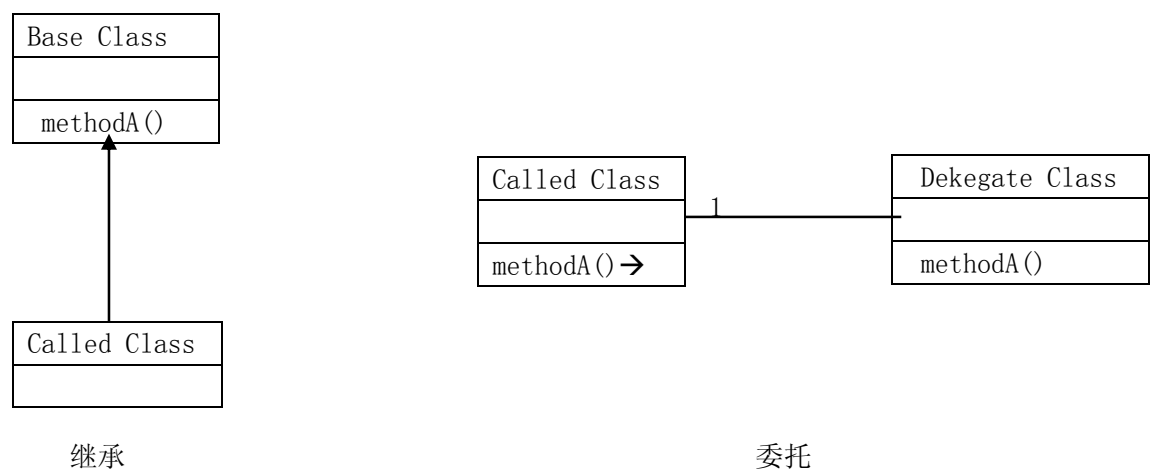 Base Class
methodA()
Called Class
继承
Called Class
1
methodA()→
Dekegate Class
methodA()
委托